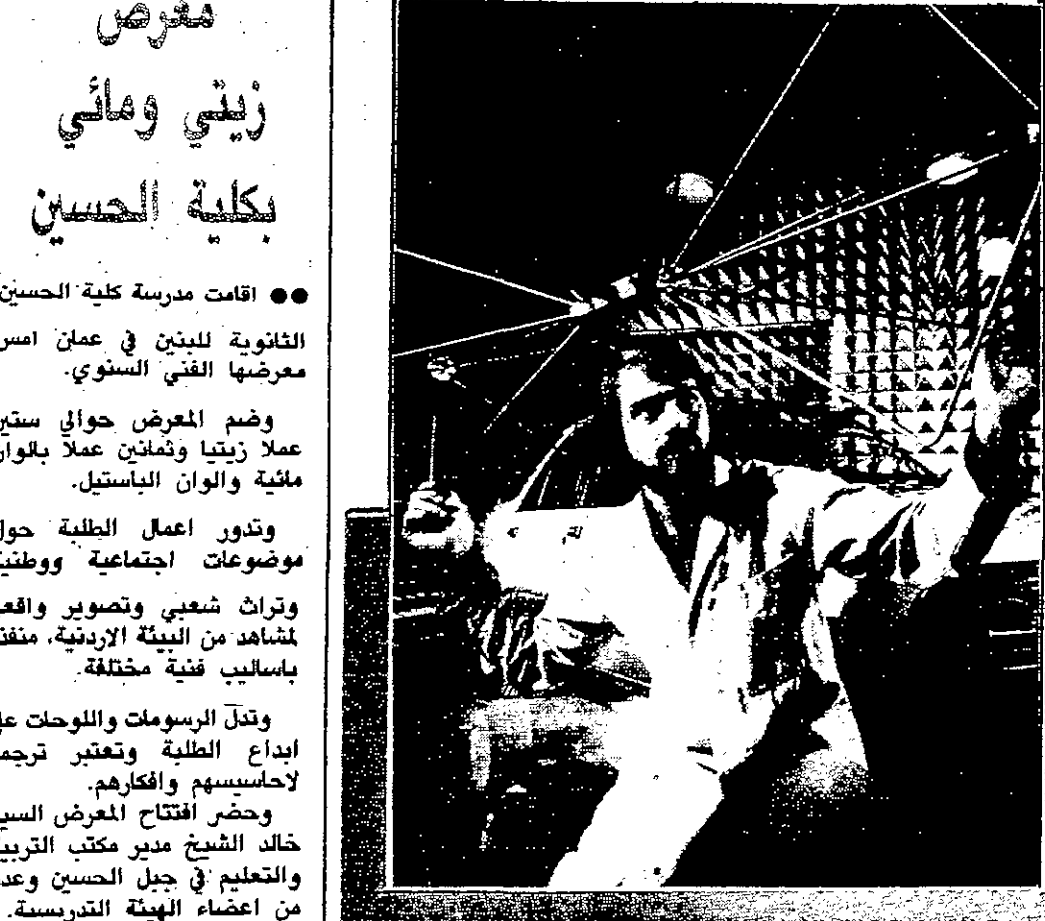 معرض
زيتي ومائي
بكلية الحسين
●● اقامت مدرسة كلية الحسين
الثانوية للبنين في عمان امس
معرضها الفني السنوي.
وضم المعرض حوالي ستين
عملا زيتيا وثمانين عملا بالوان
مائية والوان الباستيل.
وتدور اعمال الطلبة حول
موضوعات اجتماعية ووطنية
وتراث شعبي وتصوير واقعي
لمشاهد من البيئة الاردنية، منفذة
باساليب فنية مختلفة.
وتدل الرسومات واللوحات على
ابداع الطلبة وتعتبر ترجمة
لاحاسيسهم وافكارهم.
وحضر افتتاح المعرض السيد
خالد الشيخ مدير مكتب التربية
والتعليم في جبل الحسين وعدد
من اعضاء الهيئة التدريسية.